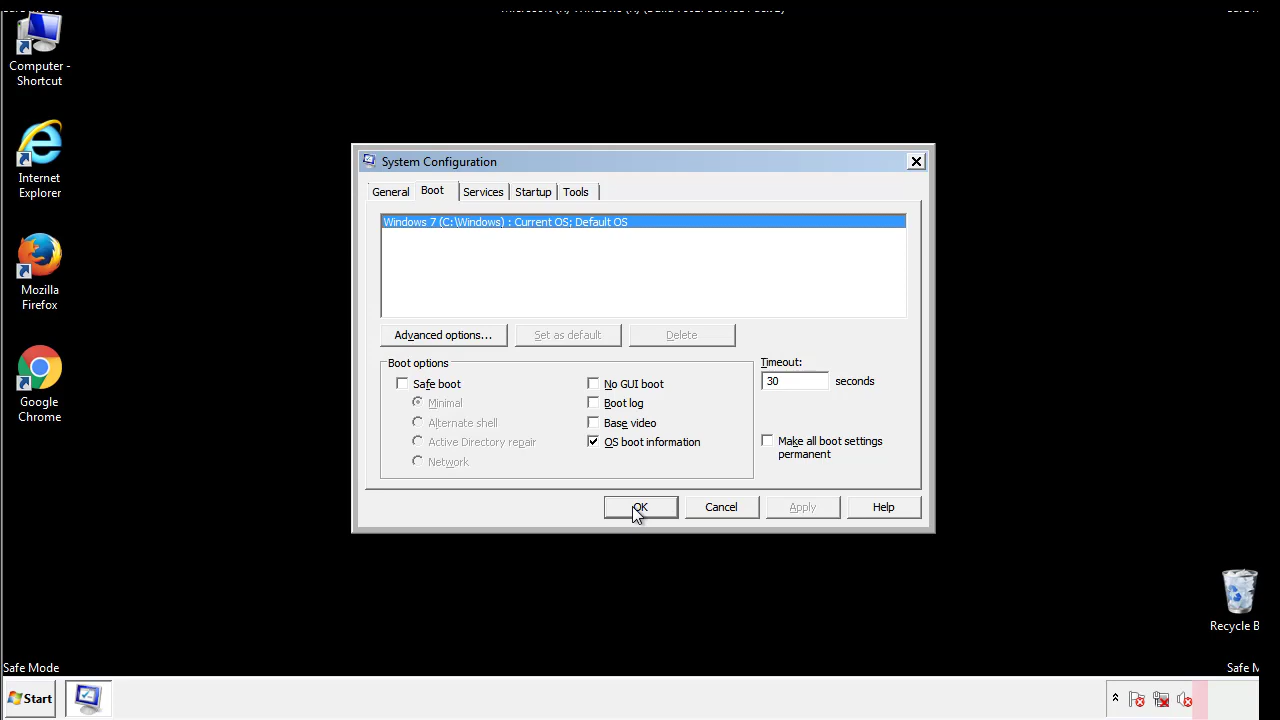 Computer -
Shortcut
Internet
Explorer
Mozilla
Firefox
Google
Chrome
System Configuration
General Boot Services Startup Tools
Windows 7 (C:\Windows) : Current OS; Default OS
Advanced options... Set as default Delete
Boot options
Safe boot
Minimal
Alternate shell
Active Directory repair
Network
No GUI boot
Boot log
Base video
OS boot information
Timeout:
30 seconds
Make all boot settings
permanent
OK Cancel Apply Help
Recycle B
Safe Mode
Safe M
Start